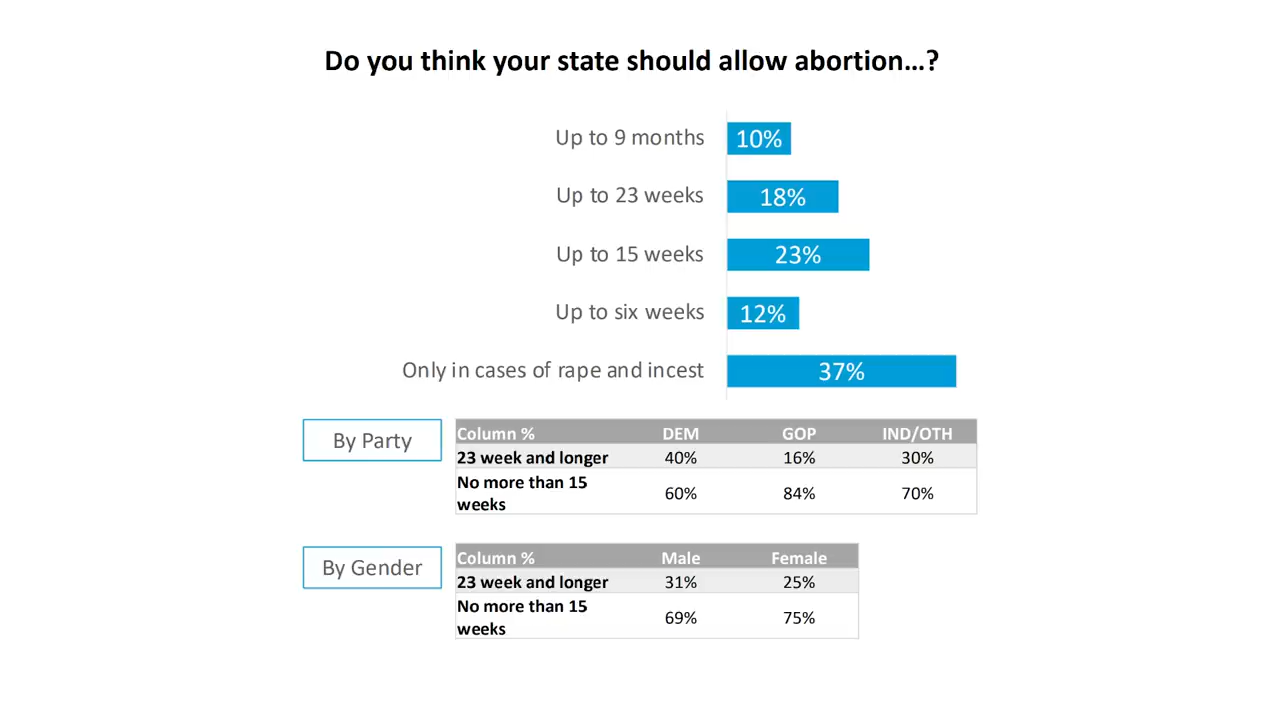 Do you think your state should allow abortion...?
Up to 9 months 10%
Up to 23 weeks 18%
Up to 15 weeks 23%
Up to six weeks 12%
Only in cases of rape and incest 37%
By Party
Column % DEM GOP IND/OTH
23 week and longer 40% 16% 30%
No more than 15
weeks 60% 84% 70%
By Gender
Column % Male Female
23 week and longer 31% 25%
No more than 15
weeks 69% 75%